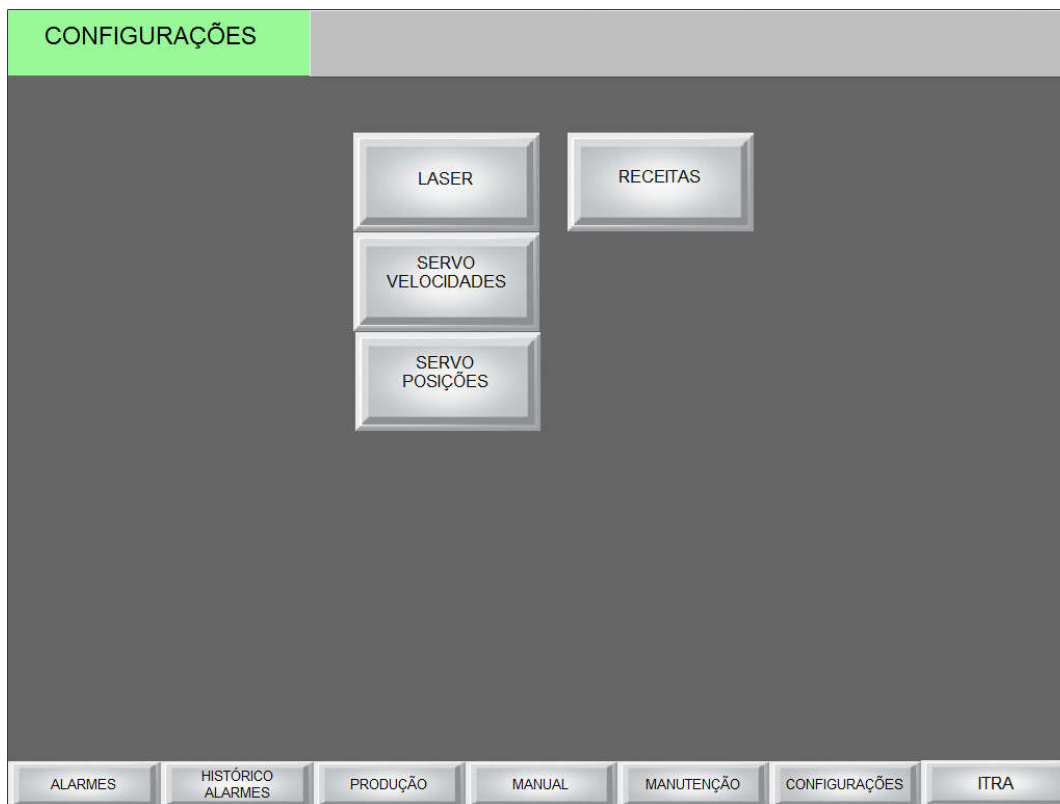 CONFIGURAÇÕES
LASER
RECEITAS
SERVO
VELOCIDADES
SERVO
POSIÇÕES
ALARMES
HISTÓRICO
ALARMES
PRODUÇÃO
MANUAL
MANUTENÇÃO
CONFIGURAÇÕES
ITRA